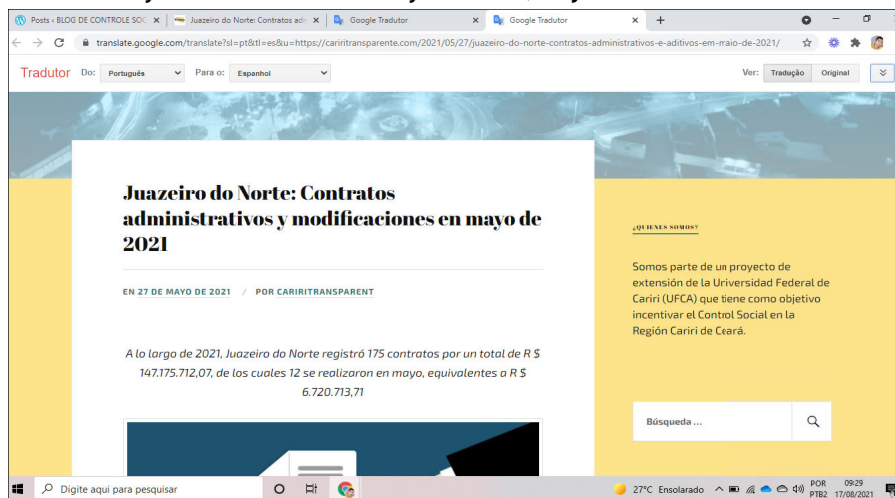 Posts ‹ BLOG DE CONTROLE SOC
Juazeiro do Norte: Contratos adm
Google Tradutor
Google Tradutor
translate.google.com/translate?sl=pt&tl=es&u=https://caririrtransparente.com/2021/05/27/juazeiro-do-norte-contratos-administrativos-e-aditivos-em-maio-de-2021/
Tradutor Do: Português Para o: Espanhol Ver: Tradução Original
Juazeiro do Norte: Contratos
administrativos y modificaciones en mayo de
2021
EN 27 DE MAYO DE 2021 / POR CARIRITRANSPARENT
A lo largo de 2021, Juazeiro do Norte registró 175 contratos por un total de R $
147.175.712,07, de los cuales 12 se realizaron en mayo, equivalentes a R $
6.720.713,71
¿QUIENES SOMOS?
Somos parte de un proyecto de
extensión de la Universidad Federal de
Cariri (UFCA) que tiene como objetivo
incentivar el Control Social en la
Región Cariri de Ceará.
Búsqueda ...
Digite aqui para pesquisar
27°C Ensolarado
POR 09:29
PTB2 17/08/2021